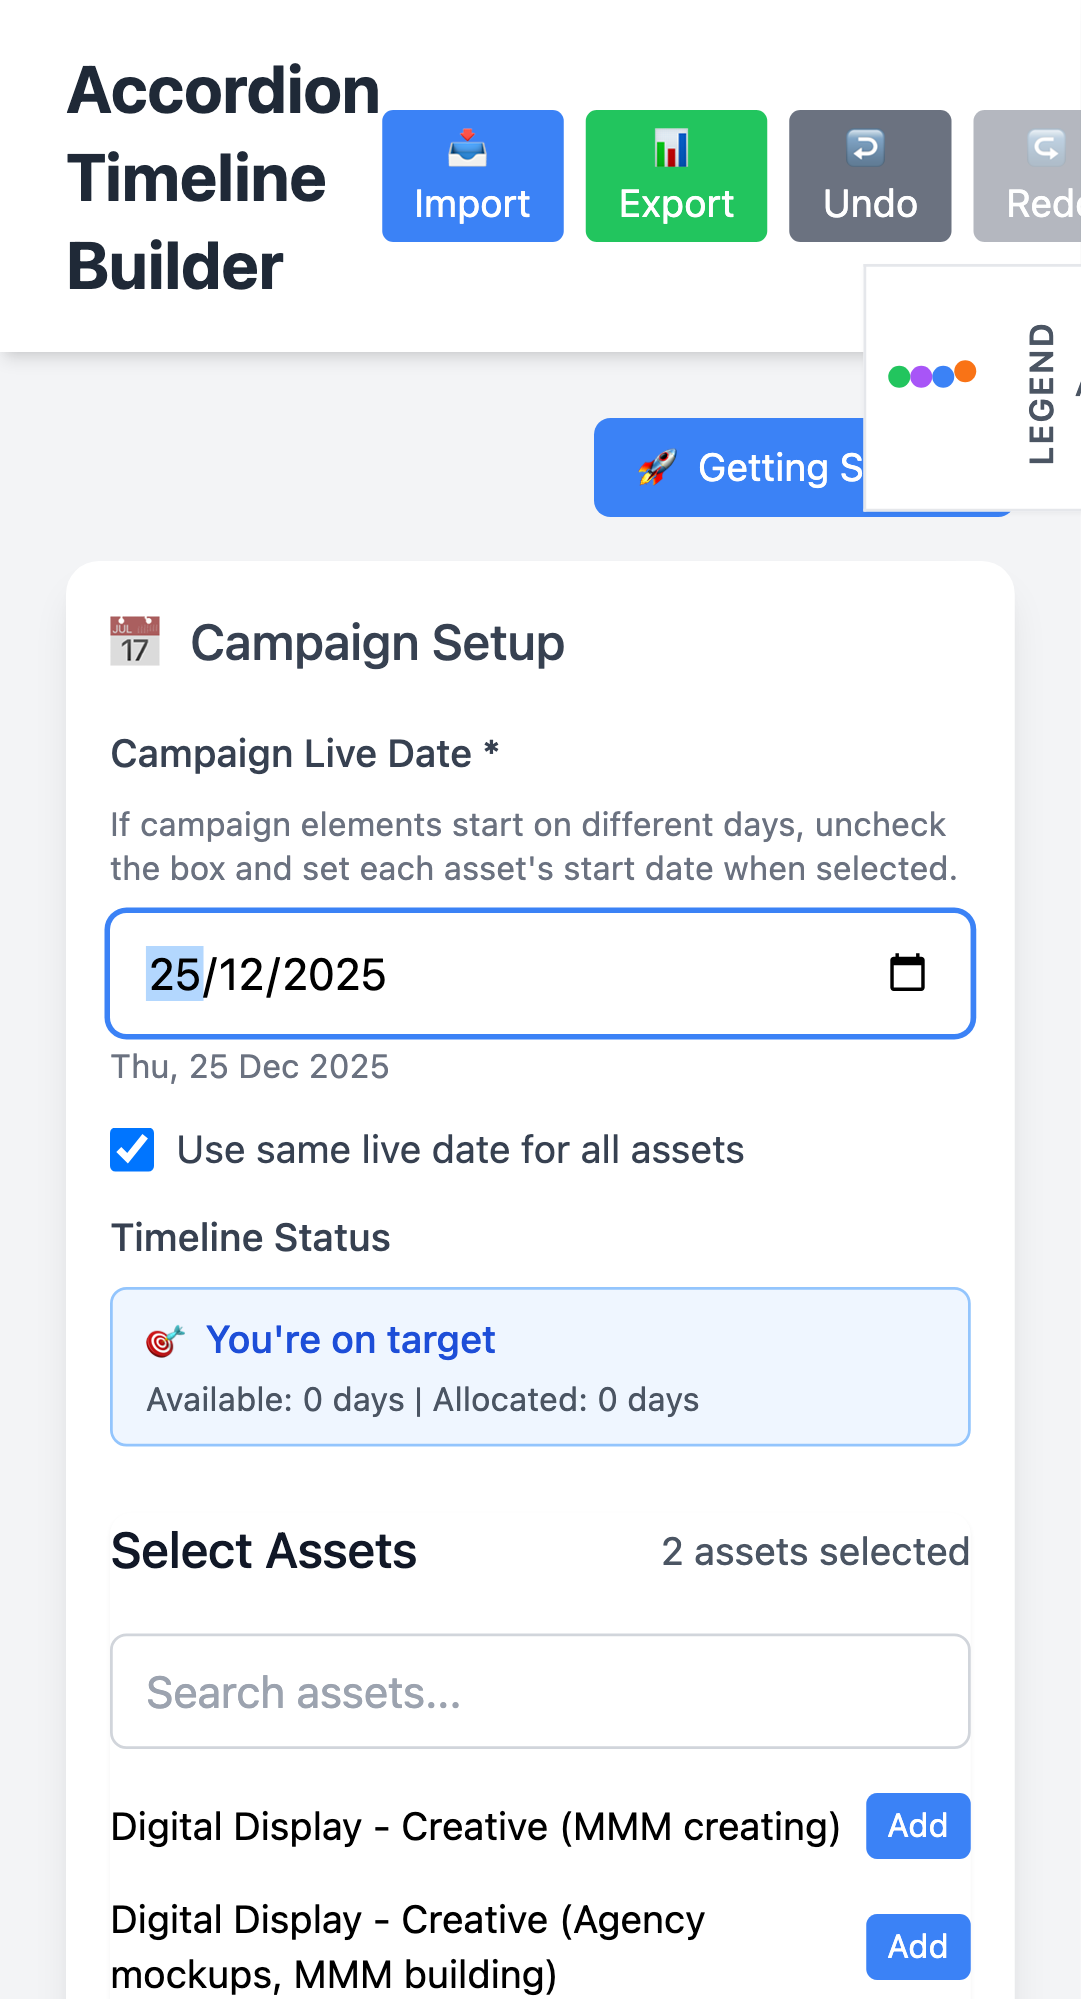 Accordion
Timeline
Builder
Import
Export
Undo
LEGEND
Getting
JUL
17
Campaign Setup
Campaign Live Date *
If campaign elements start on different days, uncheck
the box and set each asset's start date when selected.
25/12/2025
Thu, 25 Dec 2025
Use same live date for all assets
Timeline Status
You're on target
Available: 0 days | Allocated: 0 days
Select Assets
2 assets selected
Search assets...
Digital Display - Creative (MMM creating)
Add
Digital Display - Creative (Agency
mockups, MMM building)
Add